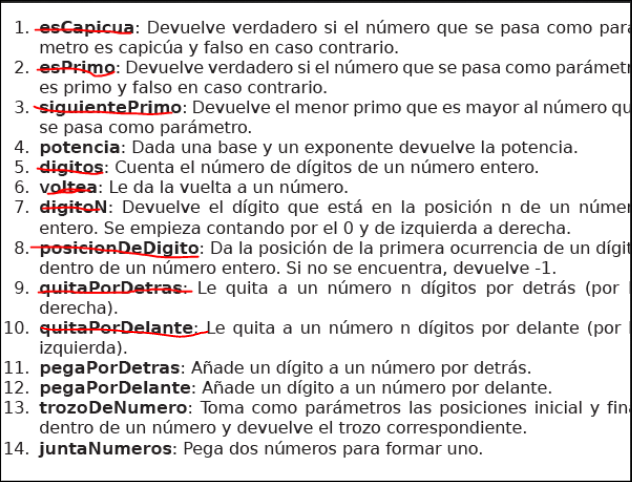 1. esCapicua: Devuelve verdadero si el número que se pasa como pará
metro es capicúa y falso en caso contrario.
2. esPrimo: Devuelve verdadero si el número que se pasa como parámetr
es primo y falso en caso contrario.
3. siguientePrimo: Devuelve el menor primo que es mayor al número qu
se pasa como parámetro.
4. potencia: Dada una base y un exponente devuelve la potencia.
5. digitos: Cuenta el número de dígitos de un número entero.
6. voltea: Le da la vuelta a un número.
7. digitoN: Devuelve el dígito que está en la posición n de un númer
entero. Se empieza contando por el 0 y de izquierda a derecha.
8. posicionDeDigito: Da la posición de la primera ocurrencia de un dígit
dentro de un número entero. Si no se encuentra, devuelve -1.
9. quitaPorDetras: Le quita a un número n dígitos por detrás (por
derecha).
10. quitaPorDelante: Le quita a un número n dígitos por delante (por
izquierda).
11. pegaPorDetras: Añade un dígito a un número por detrás.
12. pegaPorDelante: Añade un dígito a un número por delante.
13. trozoDeNumero: Toma como parámetros las posiciones inicial y fin
dentro de un número y devuelve el trozo correspondiente.
14. juntaNumeros: Pega dos números para formar uno.